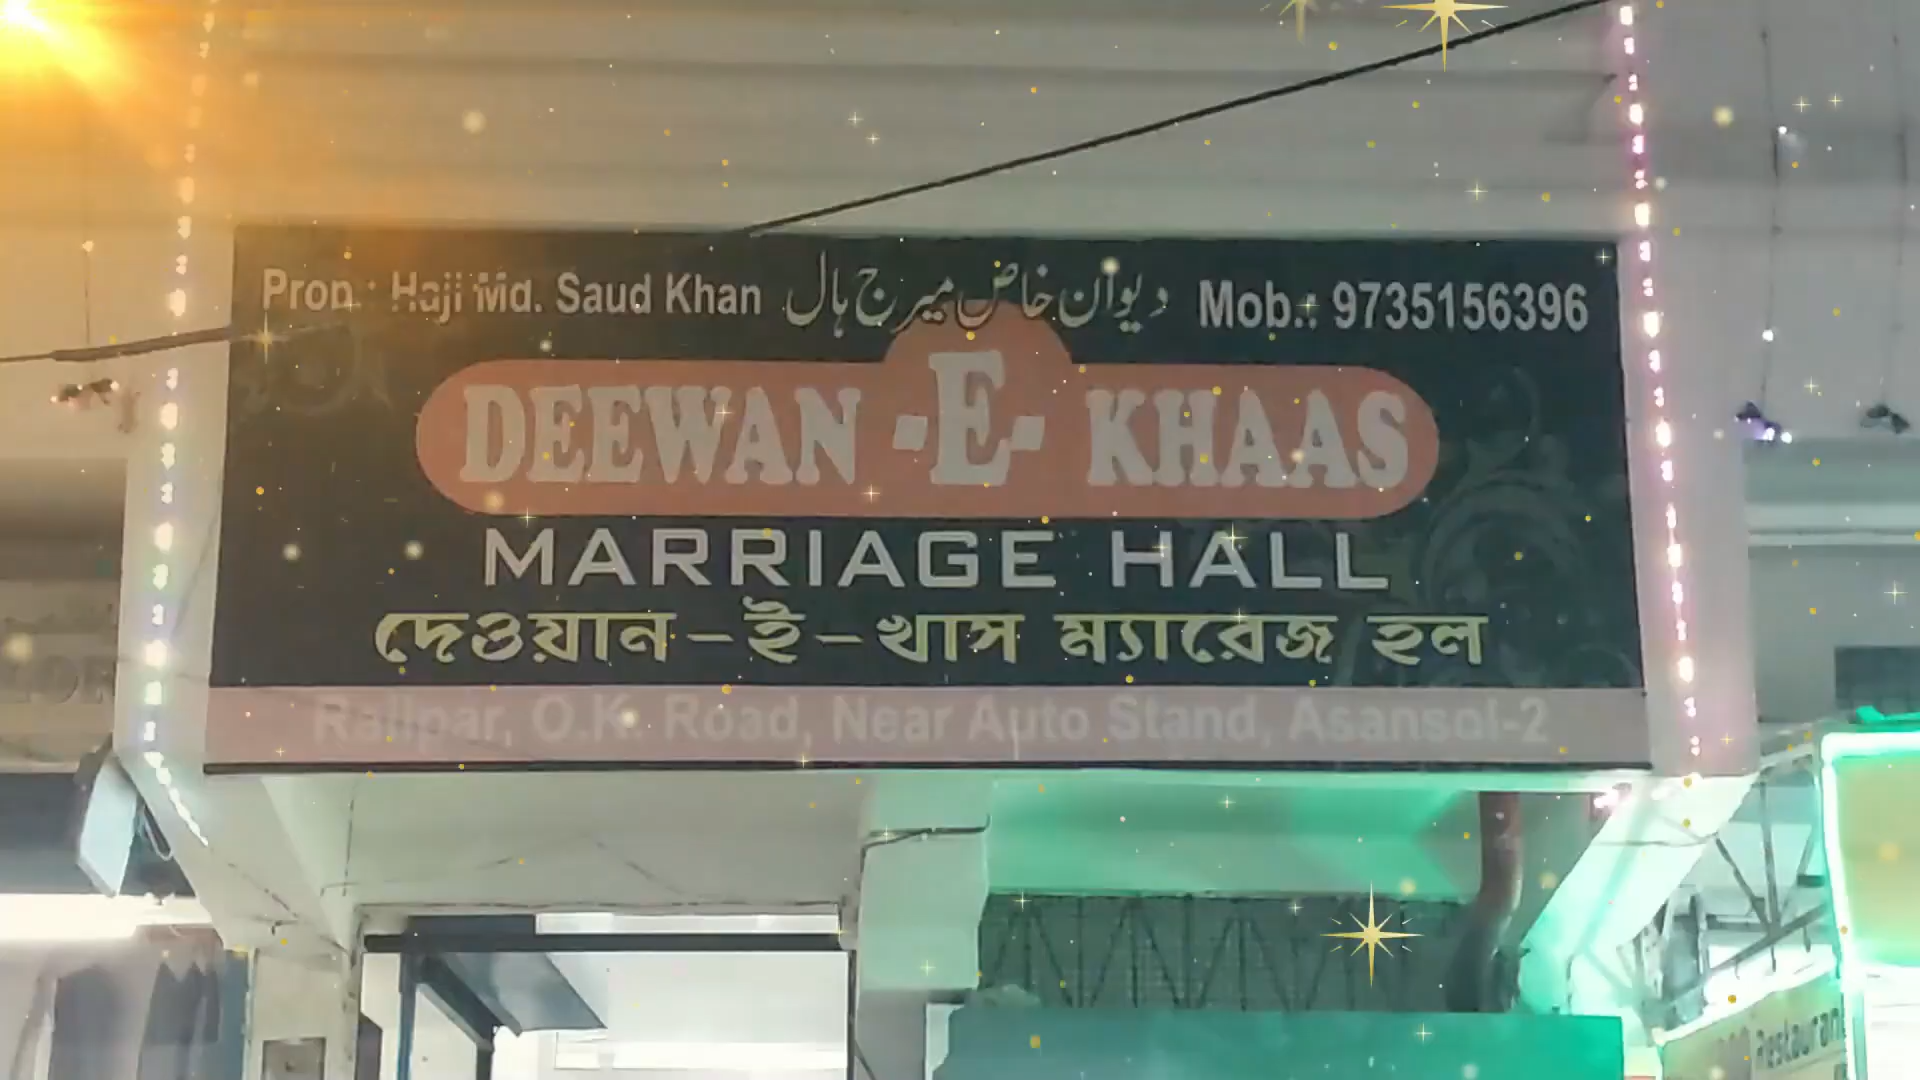 Prop : Haji Md. Saud Khan دیوان خاص میرج ہال Mob.: 9735156396
DEEWAN -E- KHAAS
MARRIAGE HALL
দেওয়ান – ই – খাস ম্যারেজ হল
Railpar, O.K. Road, Near Auto Stand, Asansol-2
Restaurant